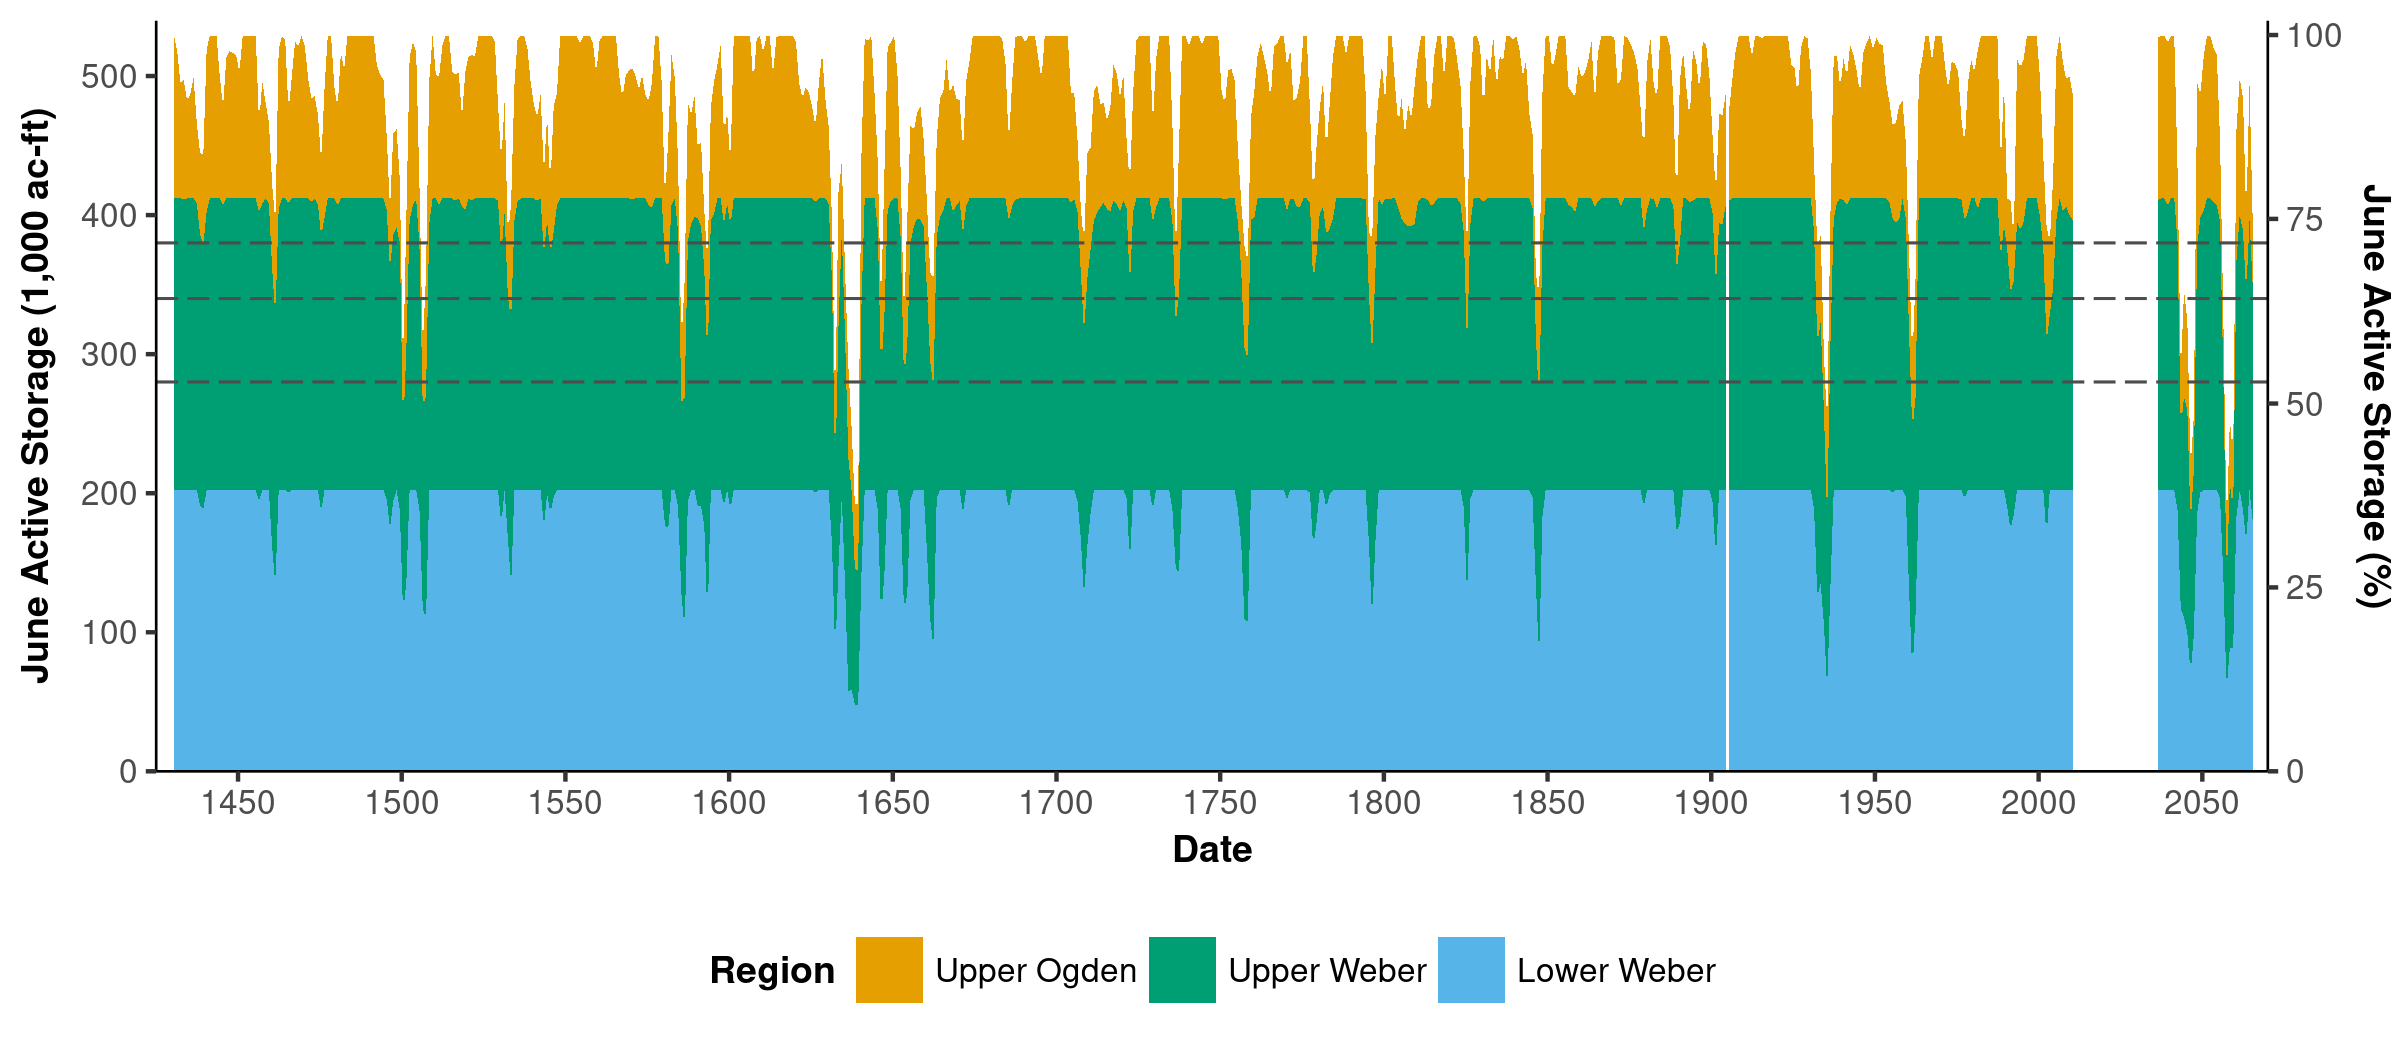 June Active Storage (1,000 ac-ft)
500
400
300
200
100
0
100
75
50
25
0
June Active Storage (%)
1450 1500 1550 1600 1650 1700 1750 1800 1850 1900 1950 2000 2050
Date
Region Upper Ogden Upper Weber Lower Weber